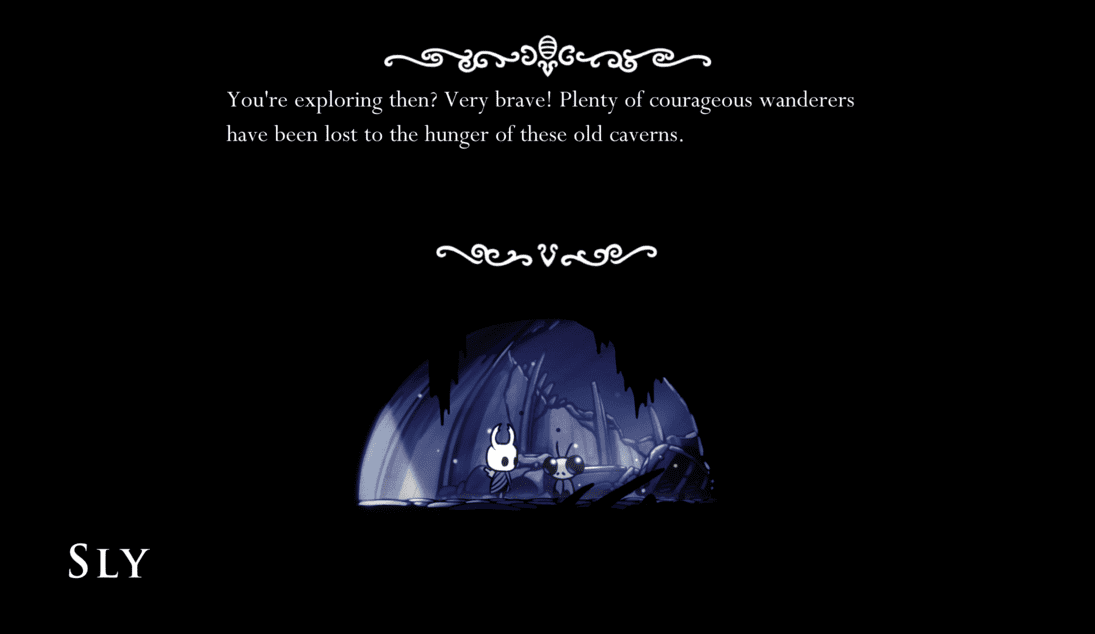 You're exploring then? Very brave! Plenty of courageous wanderers
have been lost to the hunger of these old caverns.
SLY